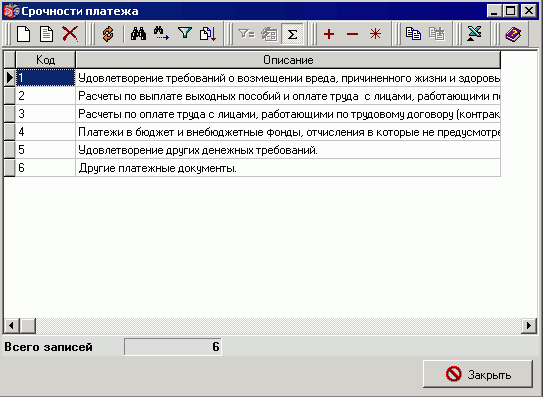 Срочности платежа
Код Описание
1 Удовлетворение требований о возмещении вреда, причиненного жизни и здоровь
2 Расчеты по выплате выходных пособий и оплате труда с лицами, работающими по
3 Расчеты по оплате труда с лицами, работающими по трудовому договору (контрак
4 Платежи в бюджет и внебюджетные фонды, отчисления в которые не предусмотре
5 Удовлетворение других денежных требований.
6 Другие платежные документы.
Всего записей 6
Закрыть